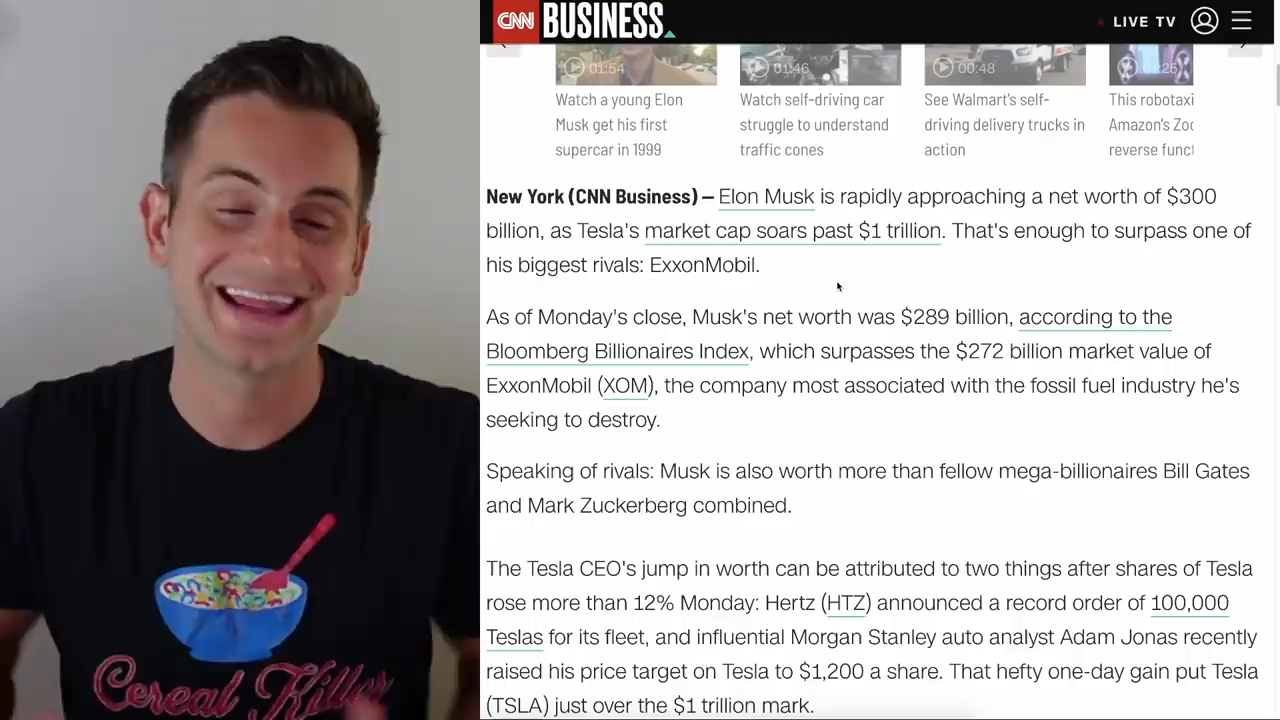 CNN BUSINESS
LIVE TV
01:54
01:46
00:48
Watch a young Elon
Musk get his first
supercar in 1999
Watch self-driving car
struggle to understand
traffic cones
See Walmart's self-
driving delivery trucks in
action
This robotaxi
Amazon's Zoo
reverse funct
New York (CNN Business) — Elon Musk is rapidly approaching a net worth of $300
billion, as Tesla's market cap soars past $1 trillion. That's enough to surpass one of
his biggest rivals: ExxonMobil.
As of Monday's close, Musk's net worth was $289 billion, according to the
Bloomberg Billionaires Index, which surpasses the $272 billion market value of
ExxonMobil (XOM), the company most associated with the fossil fuel industry he's
seeking to destroy.
Speaking of rivals: Musk is also worth more than fellow mega-billionaires Bill Gates
and Mark Zuckerberg combined.
The Tesla CEO's jump in worth can be attributed to two things after shares of Tesla
rose more than 12% Monday: Hertz (HTZ) announced a record order of 100,000
Teslas for its fleet, and influential Morgan Stanley auto analyst Adam Jonas recently
raised his price target on Tesla to $1,200 a share. That hefty one-day gain put Tesla
(TSLA) just over the $1 trillion mark.
Cereal Killer